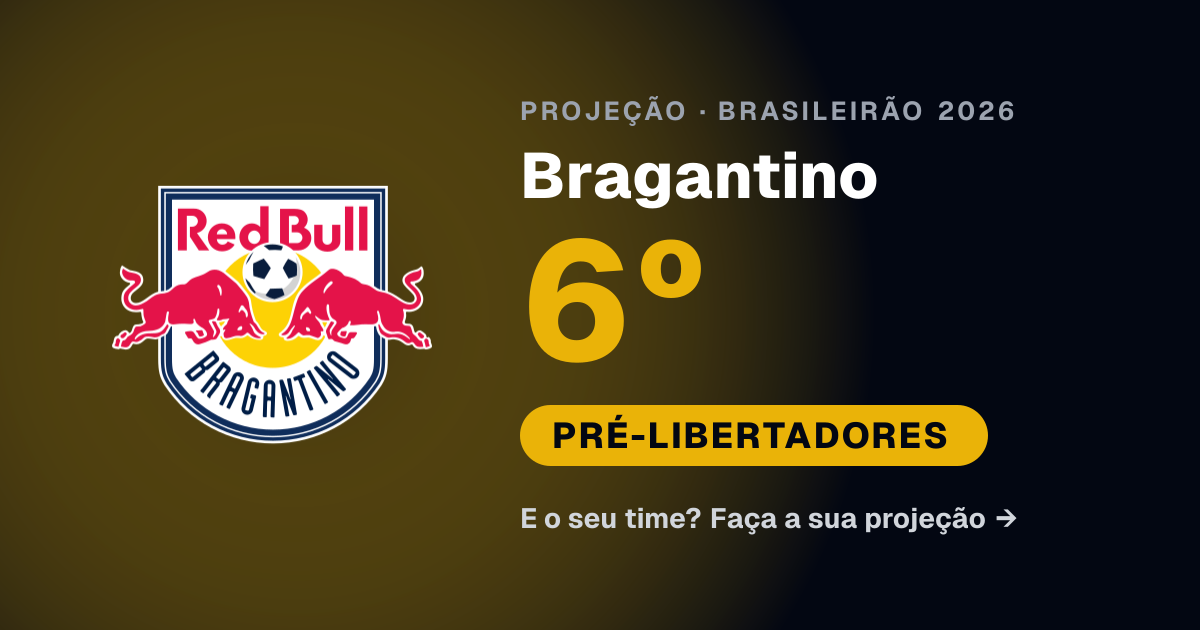 Red Bull
BRAGANTINO
PROJEÇÃO · BRASILEIRÃO 2026
Bragantino
6º
PRÉ-LIBERTADORES
E o seu time? Faça a sua projeção →